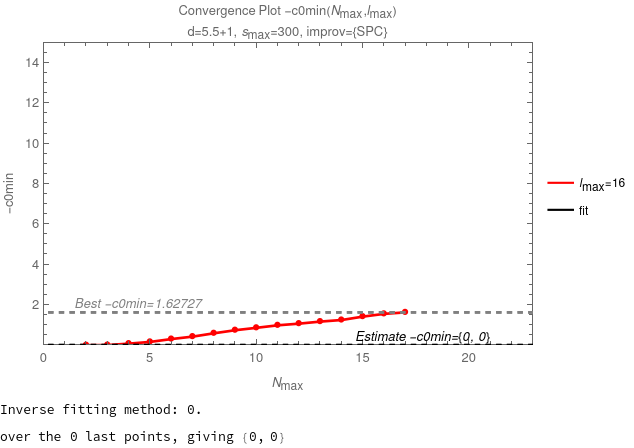 Convergence Plot −c0min(Nmax,lmax)
d=5.5+1, smax=300, improv={SPC}
14
12
10
8
6
4
2
−c0min
0
5
10
15
20
Nmax
Best −c0min=1.62727
Estimate −c0min={0, 0}
lmax=16
fit
Inverse fitting method: 0.
over the 0 last points, giving {0, 0}